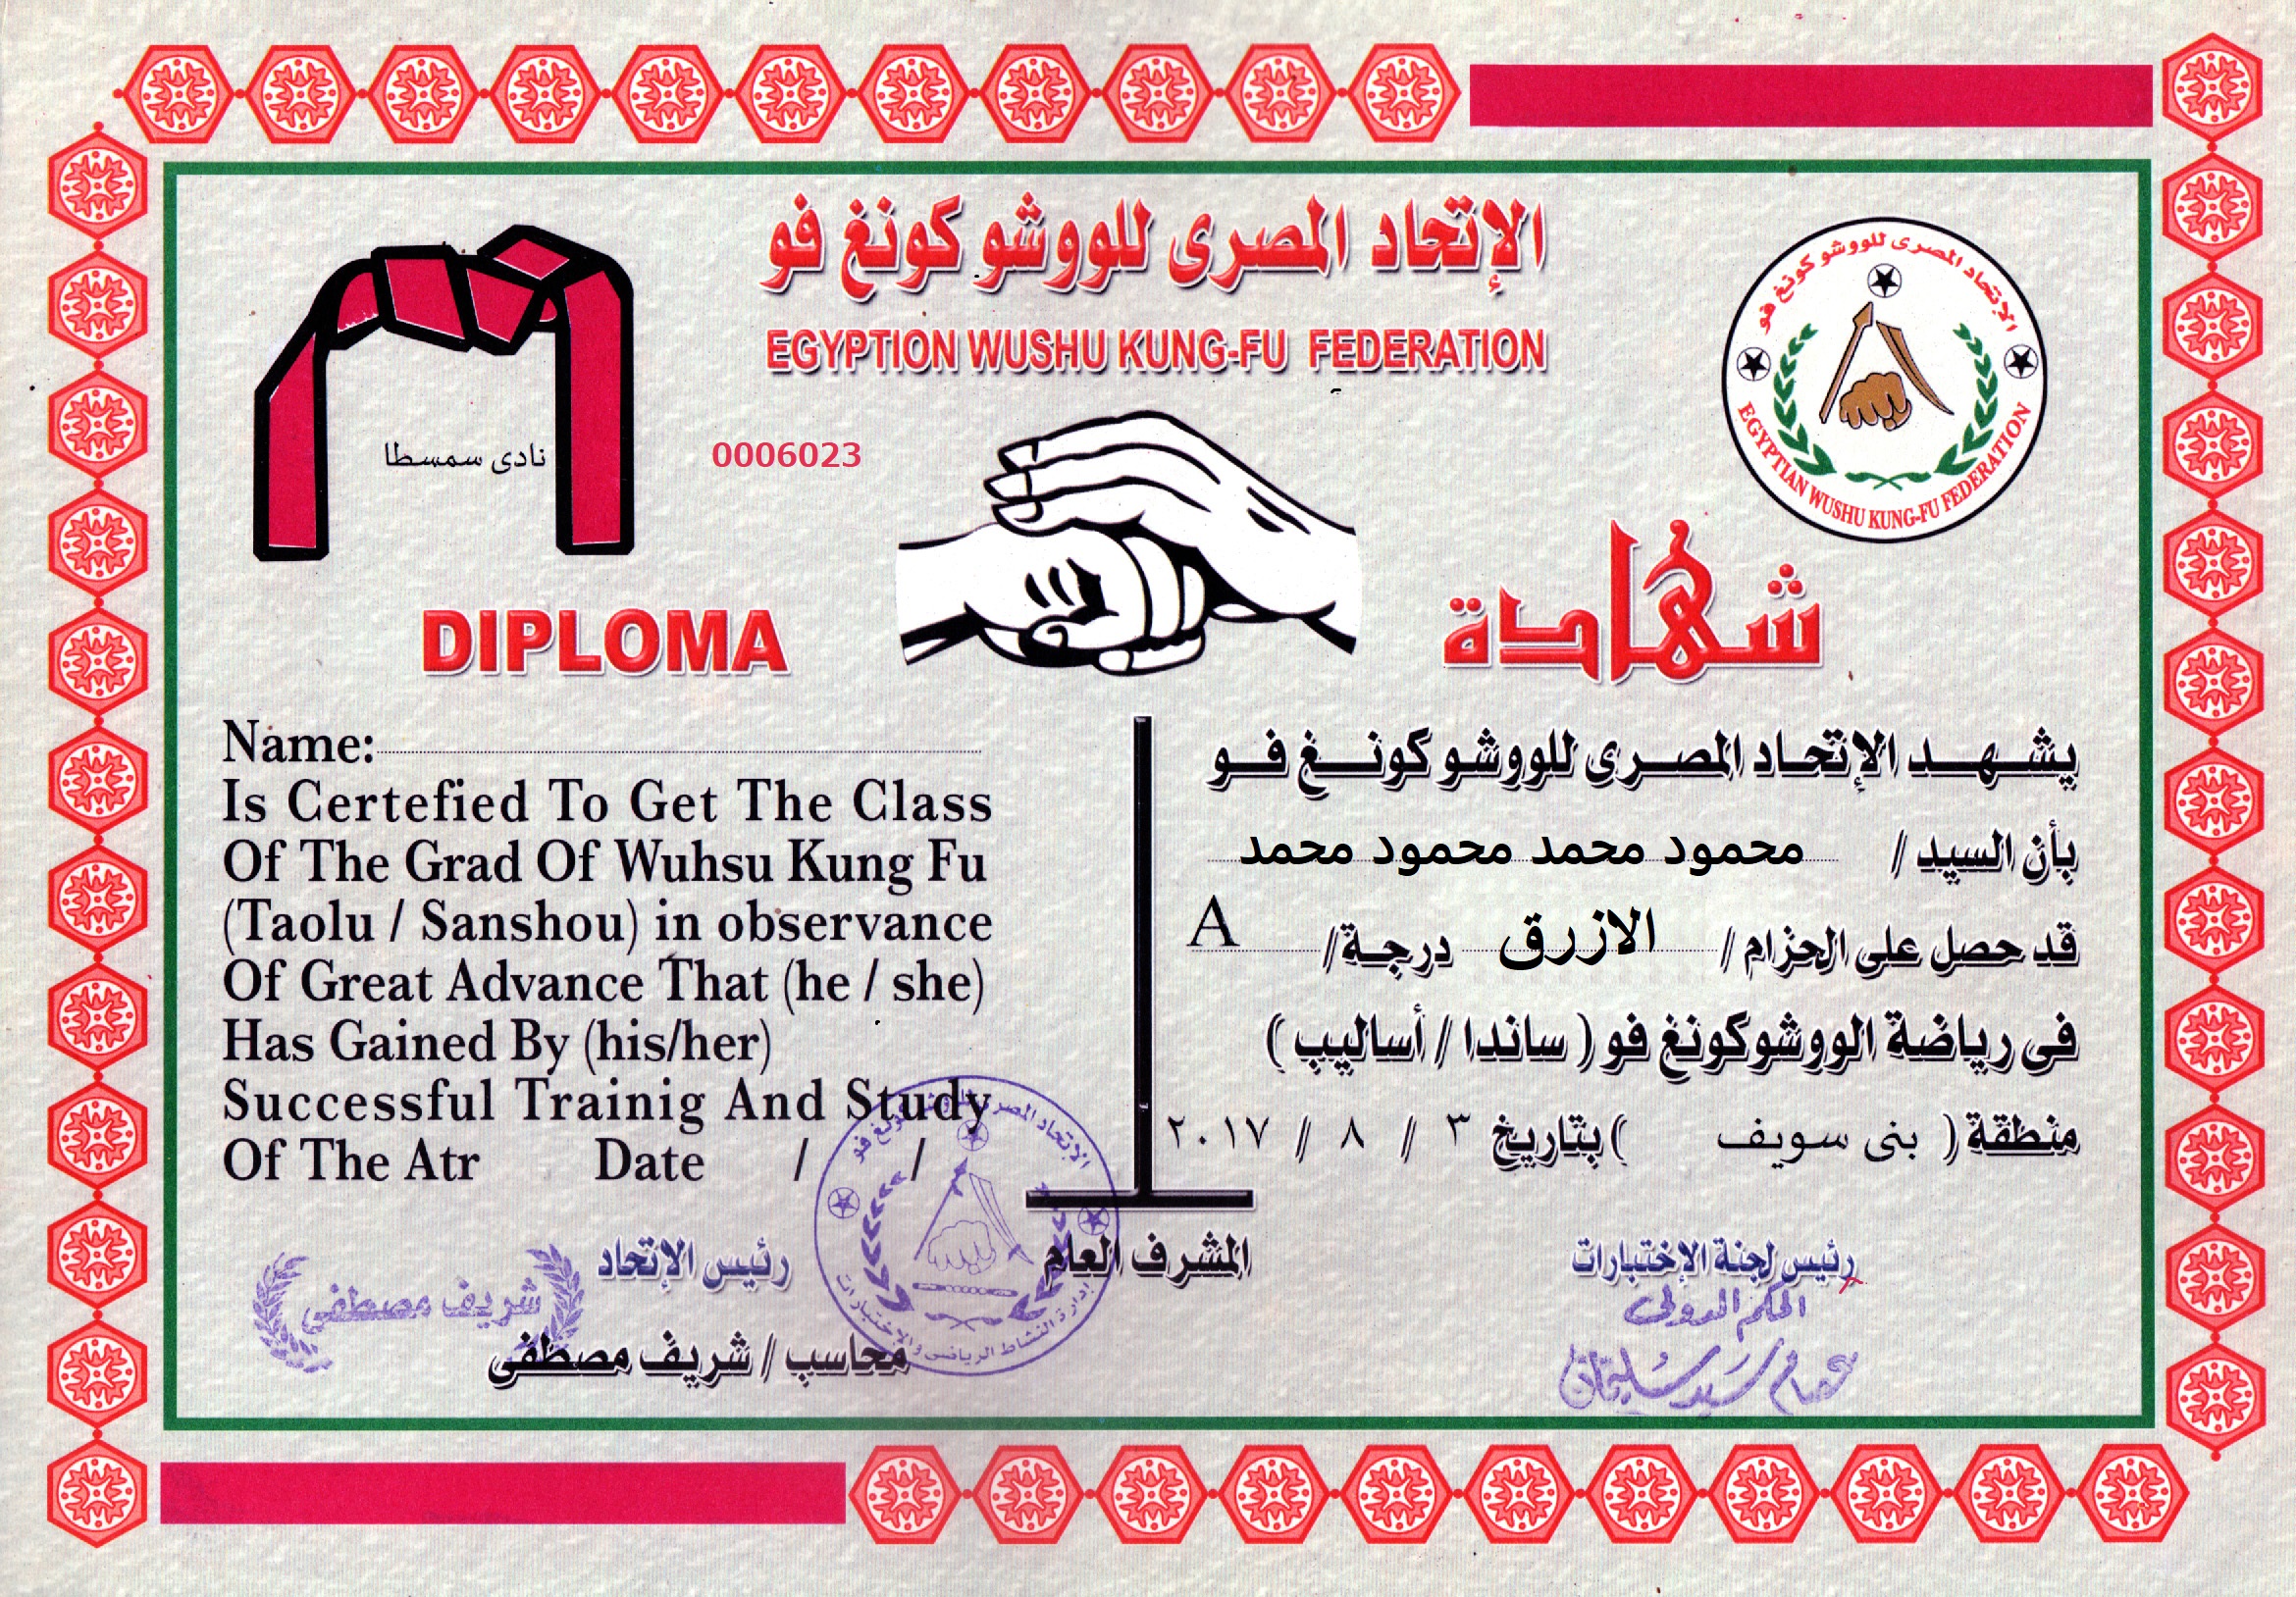 الإتحاد المصرى للووشو كونغ فو
EGYPTION WUSHU KUNG-FU FEDERATION
الإتحاد المصرى للووشو كونغ فو
EGYPTIAN WUSHU KUNG-FU FEDERATION
نادى سمسطا
0006023
DIPLOMA
شهادة
Name:
Is Certefied To Get The Class
Of The Grad Of Wuhsu Kung Fu
(Taolu / Sanshou) in observance
Of Great Advance That (he / she)
Has Gained By (his/her)
Successful Trainig And Study
Of The Atr Date / /
يشهد الإتحاد المصرى للووشو كونغ فو
بأن السيد / محمود محمد محمود محمد
قد حصل على الحزام / الازرق درجة / A
فى رياضة الووشوكونغ فو ( ساندا / أساليب )
منطقة ( بنى سويف ) بتاريخ ٣ / ٨ / ٢٠١٧
رئيس لجنة الإختبارات
الحكم الدولى
عصام سيد سليمان
المشرف العام
الإتحاد المصرى للووشو كونغ فو
إدارة النشاط الرياضى والاختبارات
رئيس الإتحاد
شريف مصطفى
محاسب / شريف مصطفى